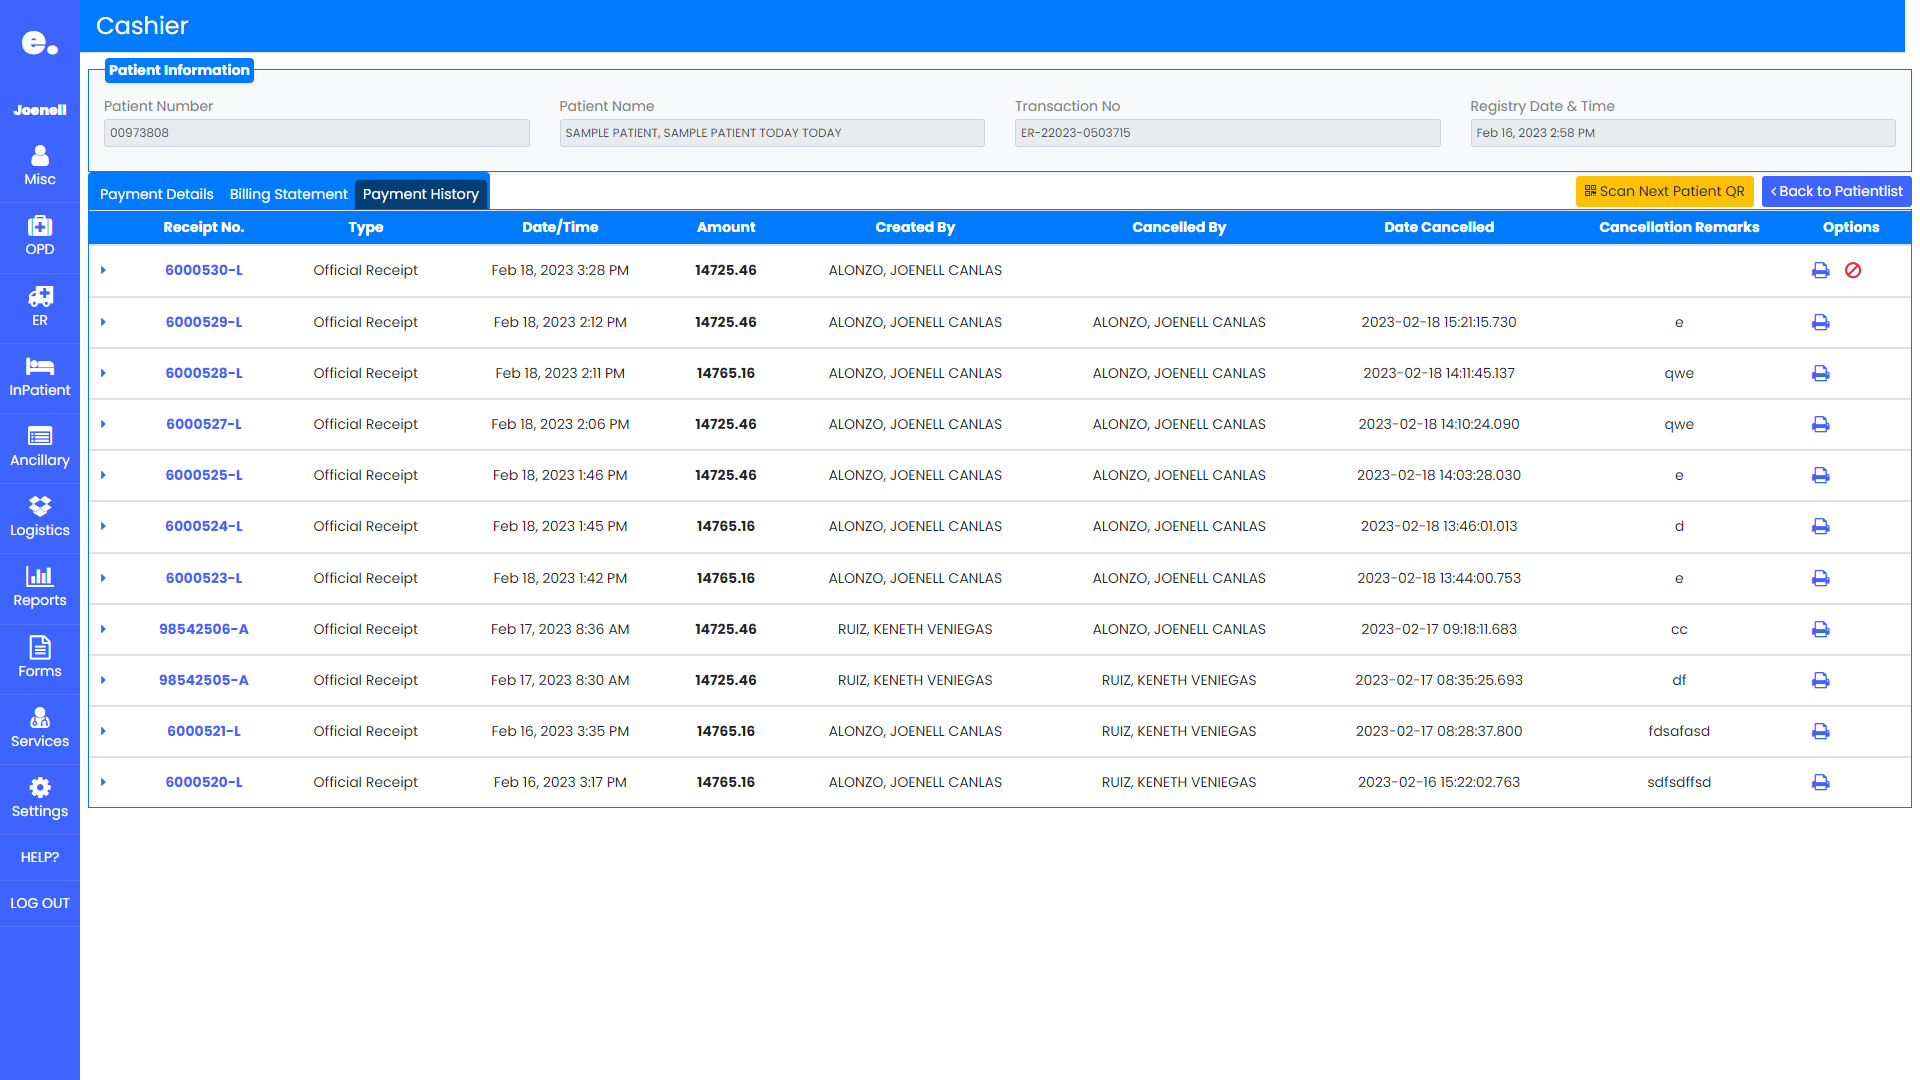 Cashier
e.
Joenell
Misc
OPD
ER
InPatient
Ancillary
Logistics
Reports
Forms
Services
Settings
HELP?
LOG OUT
Patient Information
Patient Number Patient Name Transaction No Registry Date & Time
00973808 SAMPLE PATIENT, SAMPLE PATIENT TODAY TODAY ER-22023-0503715 Feb 16, 2023 2:58 PM
Payment Details Billing Statement Payment History Scan Next Patient QR Back to Patientlist
Receipt No. Type Date/Time Amount Created By Cancelled By Date Cancelled Cancellation Remarks Options
6000530-L Official Receipt Feb 18, 2023 3:28 PM 14725.46 ALONZO, JOENELL CANLAS
6000529-L Official Receipt Feb 18, 2023 2:12 PM 14725.46 ALONZO, JOENELL CANLAS ALONZO, JOENELL CANLAS 2023-02-18 15:21:15.730 e
6000528-L Official Receipt Feb 18, 2023 2:11 PM 14765.16 ALONZO, JOENELL CANLAS ALONZO, JOENELL CANLAS 2023-02-18 14:11:45.137 qwe
6000527-L Official Receipt Feb 18, 2023 2:06 PM 14725.46 ALONZO, JOENELL CANLAS ALONZO, JOENELL CANLAS 2023-02-18 14:10:24.090 qwe
6000525-L Official Receipt Feb 18, 2023 1:46 PM 14725.46 ALONZO, JOENELL CANLAS ALONZO, JOENELL CANLAS 2023-02-18 14:03:28.030 e
6000524-L Official Receipt Feb 18, 2023 1:45 PM 14765.16 ALONZO, JOENELL CANLAS ALONZO, JOENELL CANLAS 2023-02-18 13:46:01.013 d
6000523-L Official Receipt Feb 18, 2023 1:42 PM 14765.16 ALONZO, JOENELL CANLAS ALONZO, JOENELL CANLAS 2023-02-18 13:44:00.753 e
98542506-A Official Receipt Feb 17, 2023 8:36 AM 14725.46 RUIZ, KENETH VENIEGAS ALONZO, JOENELL CANLAS 2023-02-17 09:18:11.683 cc
98542505-A Official Receipt Feb 17, 2023 8:30 AM 14725.46 RUIZ, KENETH VENIEGAS RUIZ, KENETH VENIEGAS 2023-02-17 08:35:25.693 df
6000521-L Official Receipt Feb 16, 2023 3:35 PM 14765.16 ALONZO, JOENELL CANLAS RUIZ, KENETH VENIEGAS 2023-02-17 08:28:37.800 fdsafasd
6000520-L Official Receipt Feb 16, 2023 3:17 PM 14765.16 ALONZO, JOENELL CANLAS RUIZ, KENETH VENIEGAS 2023-02-16 15:22:02.763 sdfsdffsd